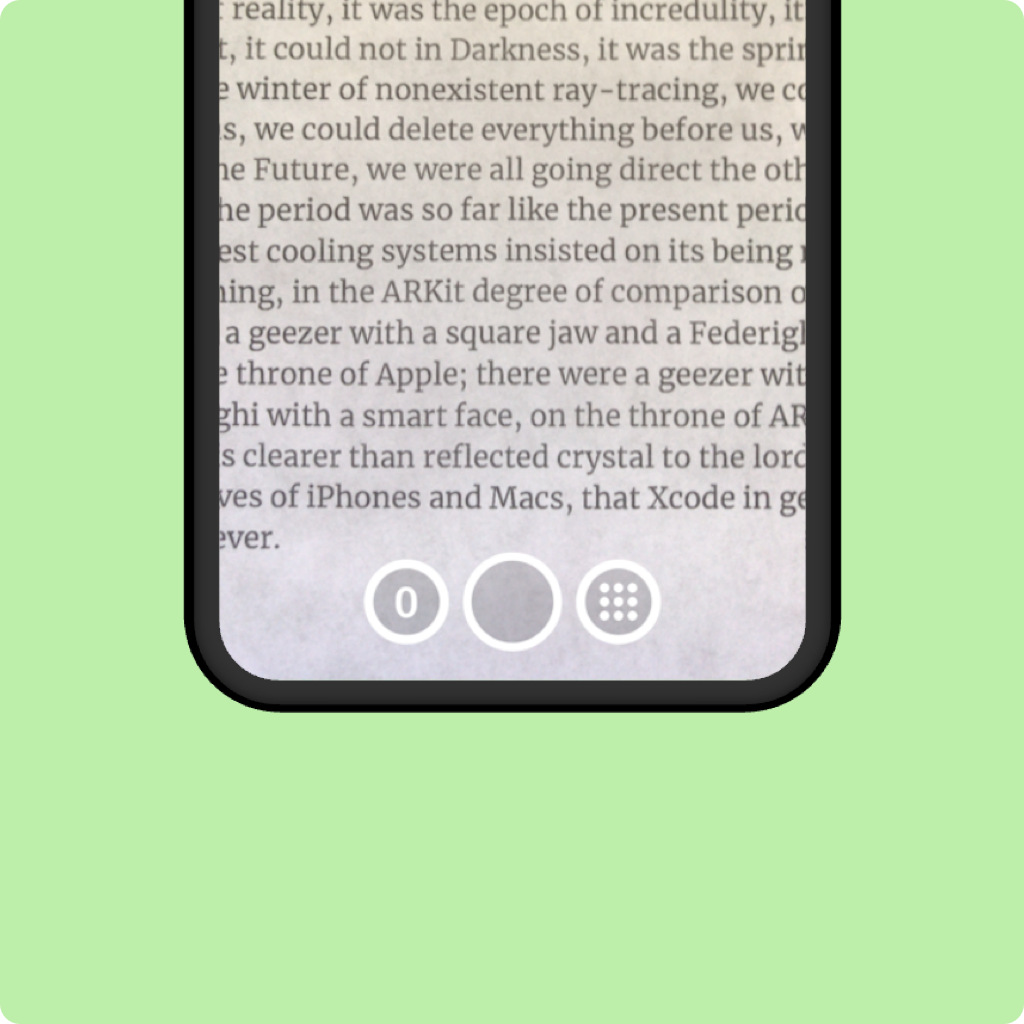 reality, it was the epoch of incredulity, it
t, it could not in Darkness, it was the sprin
e winter of nonexistent ray-tracing, we co
s, we could delete everything before us, w
he Future, we were all going direct the oth
he period was so far like the present perio
est cooling systems insisted on its being
ning, in the ARKit degree of comparison o
a geezer with a square jaw and a Federigh
e throne of Apple; there were a geezer wit
ghi with a smart face, on the throne of AR
s clearer than reflected crystal to the lord
ves of iPhones and Macs, that Xcode in ge
ever.
0